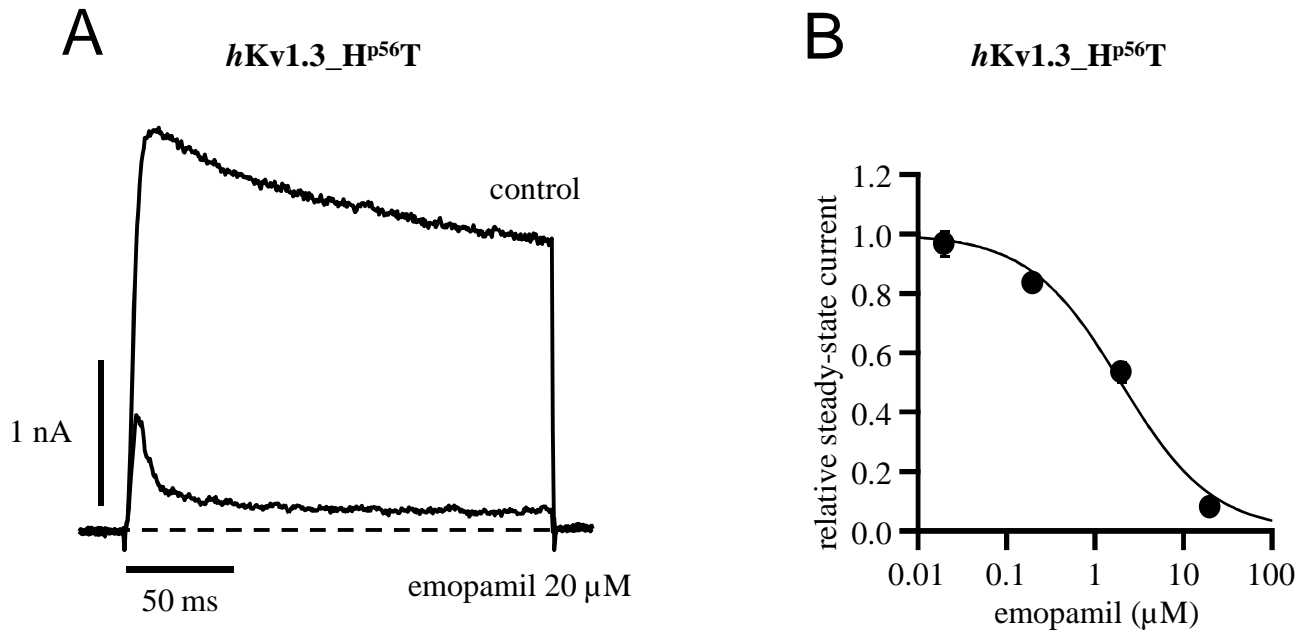 A
hKv1.3_Hᵖ⁵⁶T
control
1 nA
50 ms
emopamil 20 µM
B
hKv1.3_Hᵖ⁵⁶T
relative steady-state current
1.2
1.0
0.8
0.6
0.4
0.2
0.0
0.01 0.1 1 10 100
emopamil (µM)